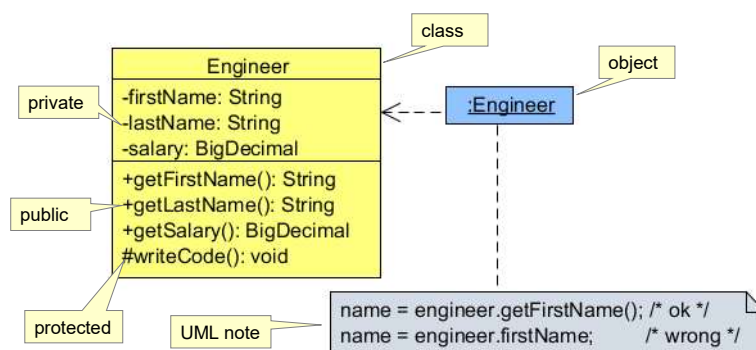 class
Engineer
object
-firstName: String
private
-lastName: String
:Engineer
-salary: BigDecimal
+getFirstName(): String
public
+getLastName(): String
+getSalary(): BigDecimal
#writeCode(): void
protected
UML note
name = engineer.getFirstName(); /* ok */
name = engineer.firstName; /* wrong */